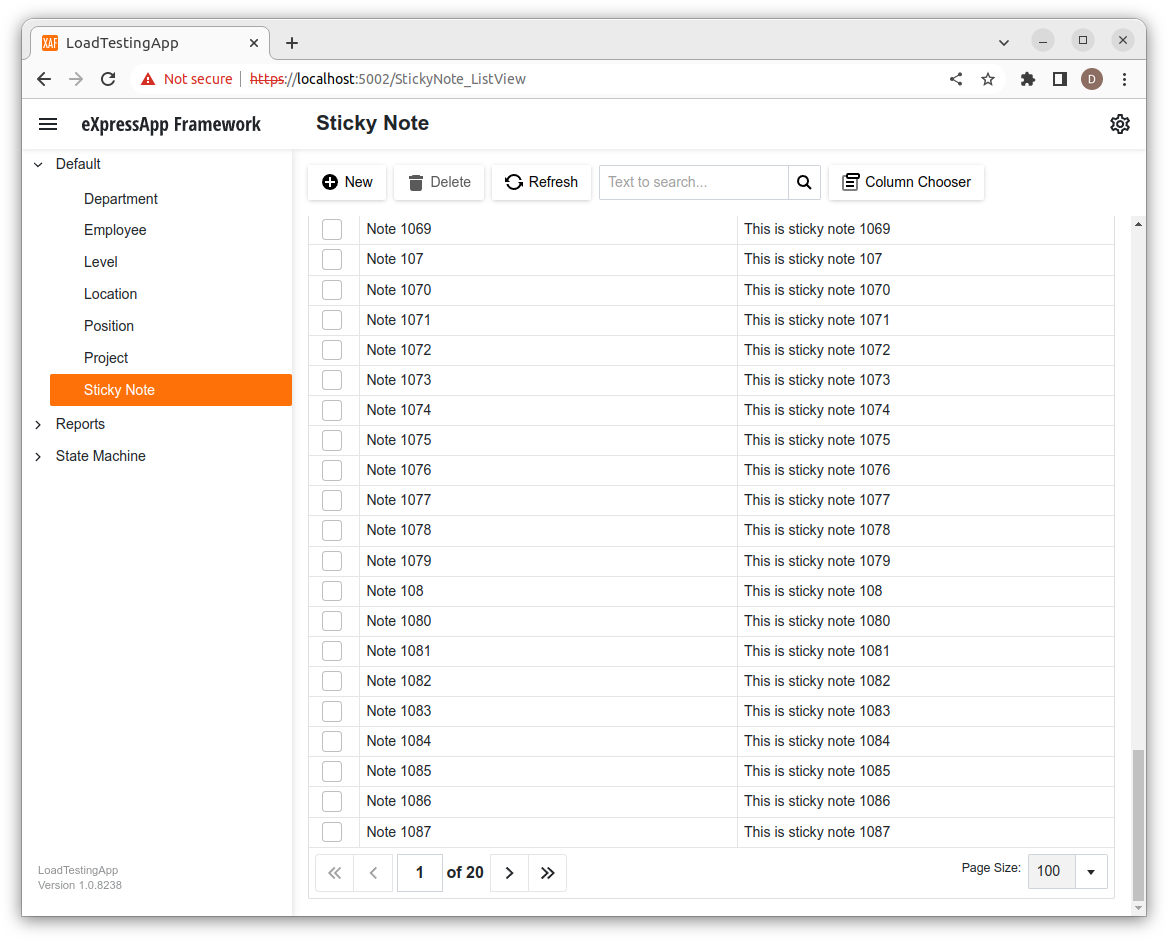 XAF LoadTestingApp
Not secure https://localhost:5002/StickyNote_ListView
D
eXpressApp Framework
Sticky Note
Default
Department
Employee
Level
Location
Position
Project
Sticky Note
Reports
State Machine
LoadTestingApp
Version 1.0.8238
New Delete Refresh Text to search... Column Chooser
Note 1069 This is sticky note 1069
Note 107 This is sticky note 107
Note 1070 This is sticky note 1070
Note 1071 This is sticky note 1071
Note 1072 This is sticky note 1072
Note 1073 This is sticky note 1073
Note 1074 This is sticky note 1074
Note 1075 This is sticky note 1075
Note 1076 This is sticky note 1076
Note 1077 This is sticky note 1077
Note 1078 This is sticky note 1078
Note 1079 This is sticky note 1079
Note 108 This is sticky note 108
Note 1080 This is sticky note 1080
Note 1081 This is sticky note 1081
Note 1082 This is sticky note 1082
Note 1083 This is sticky note 1083
Note 1084 This is sticky note 1084
Note 1085 This is sticky note 1085
Note 1086 This is sticky note 1086
Note 1087 This is sticky note 1087
1 of 20 Page Size: 100